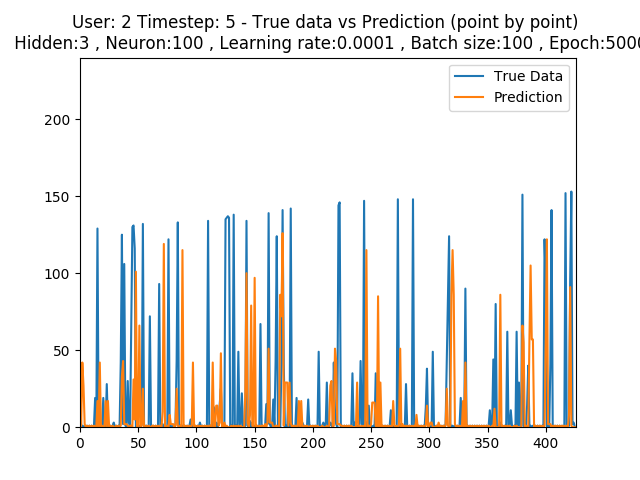 User: 2 Timestep: 5 - True data vs Prediction (point by point)
Hidden:3 , Neuron:100 , Learning rate:0.0001 , Batch size:100 , Epoch:5000
True Data
Prediction
200
150
100
50
0
0 50 100 150 200 250 300 350 400